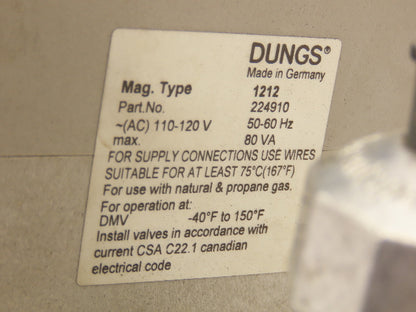 DUNGS®
Made in Germany
Mag. Type 1212
Part.No. 224910
~(AC) 110-120 V 50-60 Hz
max. 80 VA
FOR SUPPLY CONNECTIONS USE WIRES
SUITABLE FOR AT LEAST 75°C(167°F)
For use with natural & propane gas.
For operation at:
DMV -40°F to 150°F
Install valves in accordance with
current CSA C22.1 canadian
electrical code